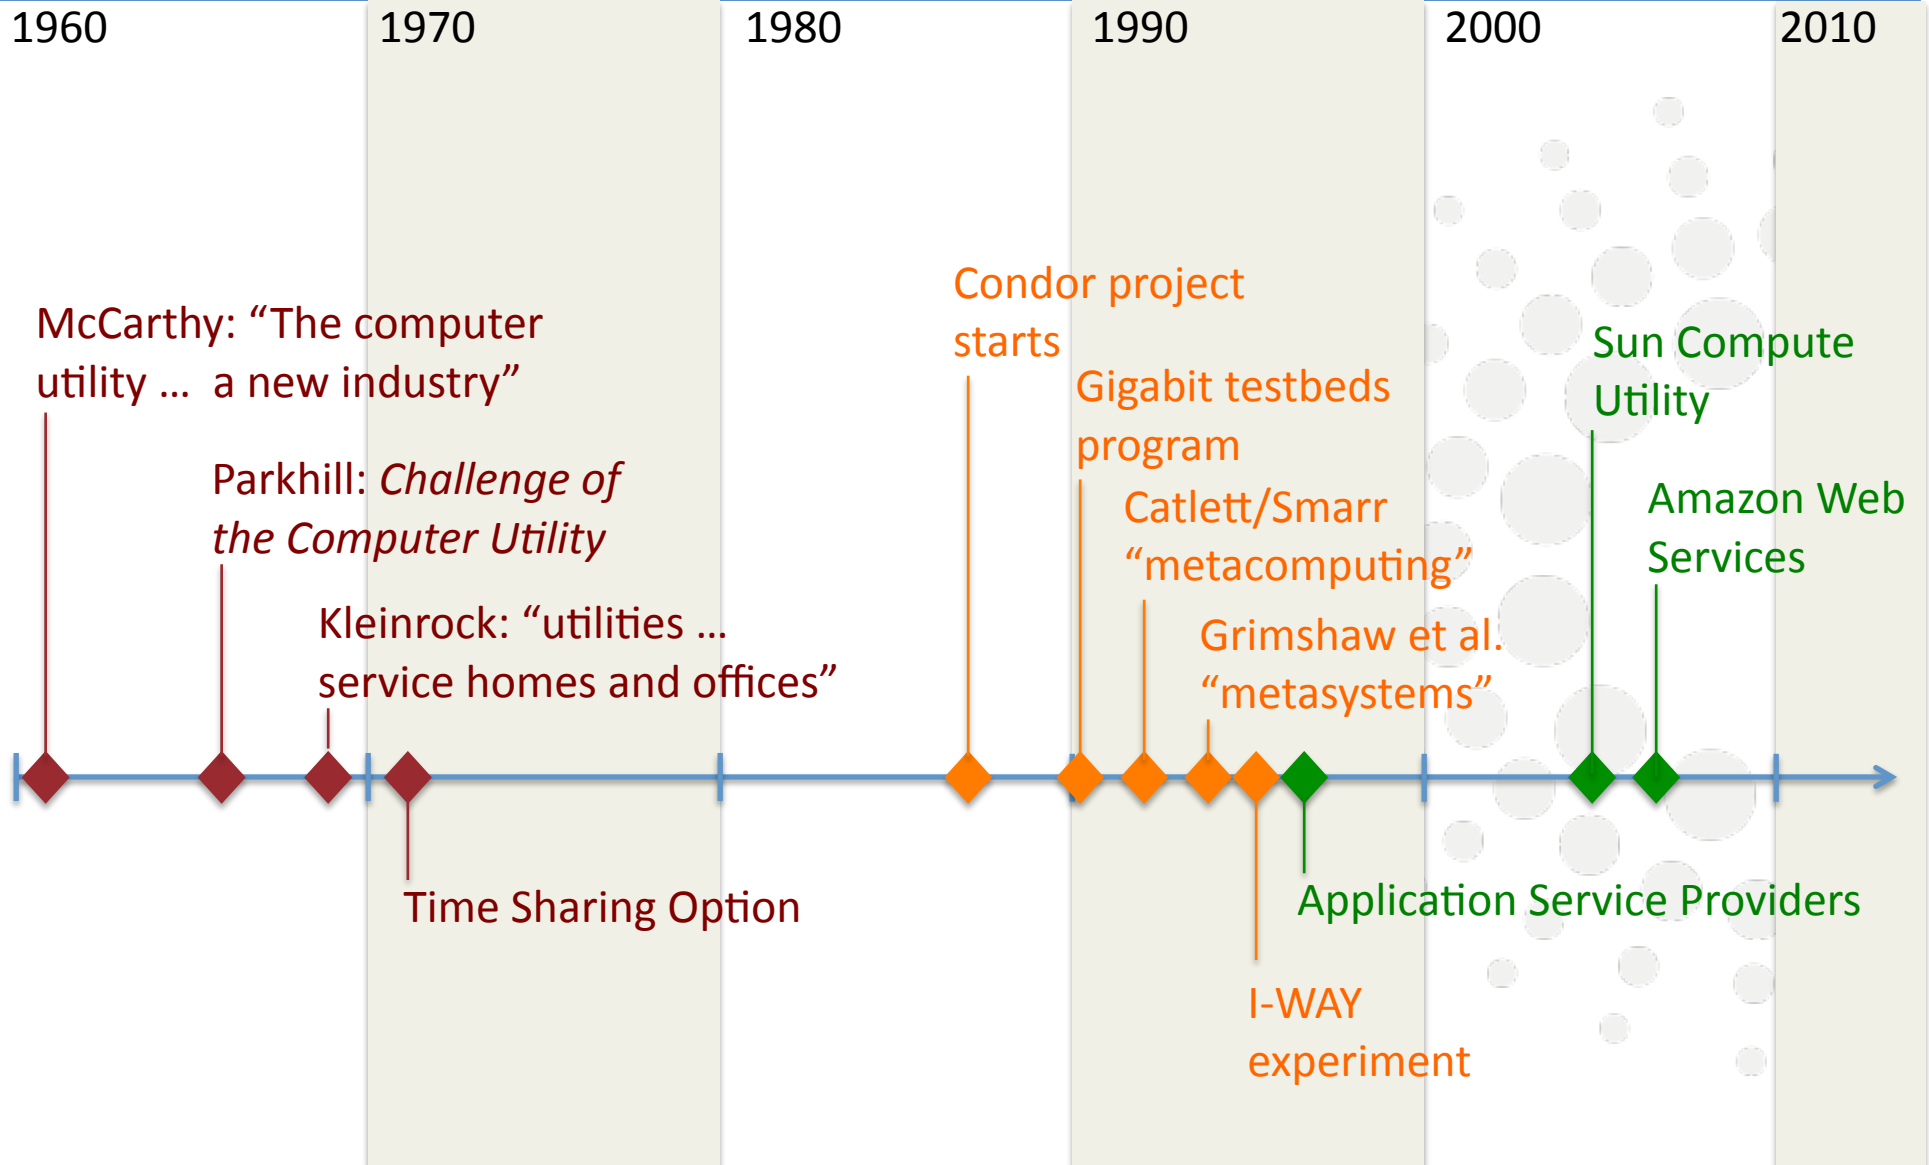 1960 1970 1980 1990 2000 2010
McCarthy: “The computer
utility ... a new industry”
Parkhill: Challenge of
the Computer Utility
Kleinrock: “utilities ...
service homes and offices”
Time Sharing Option
Condor project
starts
Gigabit testbeds
program
Catlett/Smarr
“metacomputing”
Grimshaw et al.
“metasystems”
I-WAY
experiment
Application Service Providers
Sun Compute
Utility
Amazon Web
Services